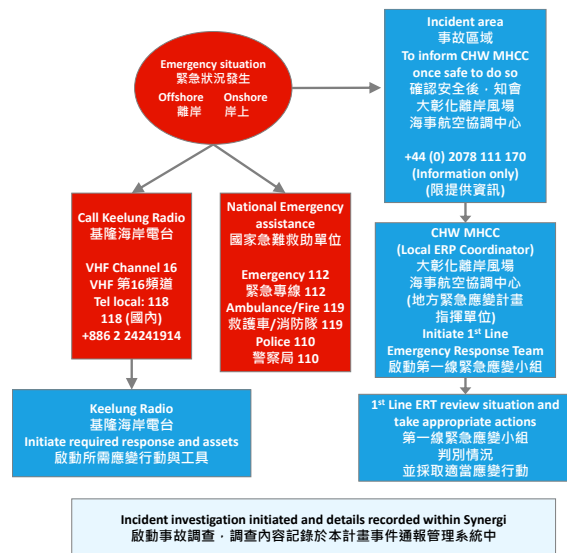 Emergency situation
緊急狀況發生
Offshore Onshore
離岸 岸上
Incident area
事故區域
To inform CHW MHCC
once safe to do so
確認安全後，知會
大彰化離岸風場
海事航空協調中心
+44 (0) 2078 111 170
(Information only)
(限提供資訊)
Call Keelung Radio
基隆海岸電台
VHF Channel 16
VHF 第16頻道
Tel local: 118
118 (國內)
+886 2 24241914
National Emergency
assistance
國家急難救助單位
Emergency 112
緊急專線 112
Ambulance/Fire 119
救護車/消防隊 119
Police 110
警察局 110
CHW MHCC
(Local ERP Coordinator)
大彰化離岸風場
海事航空協調中心
(地方緊急應變計畫
指揮單位)
Initiate 1st Line
Emergency Response Team
啟動第一線緊急應變小組
Keelung Radio
基隆海岸電台
Initiate required response and assets
啟動所需應變行動與工具
1st Line ERT review situation and
take appropriate actions
第一線緊急應變小組
判別情況
並採取適當應變行動
Incident investigation initiated and details recorded within Synergi
啟動事故調查，調查內容記錄於本計畫事件通報管理系統中